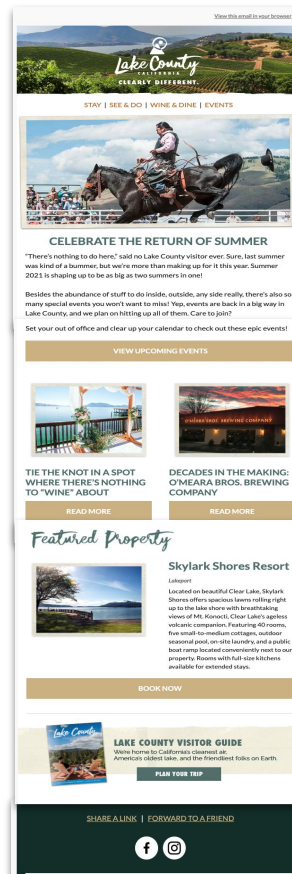 View this email in your browser
Lake County
CALIFORNIA
CLEARLY DIFFERENT.
STAY | SEE & DO | WINE & DINE | EVENTS
CELEBRATE THE RETURN OF SUMMER
"There's nothing to do here," said no Lake County visitor ever. Sure, last summer
was kind of a bummer, but we're more than making up for it this year. Summer
2021 is shaping up to be as big as two summers in one!
Besides the abundance of stuff to do inside, outside, any side really, there's also so
many special events you won't want to miss! Yep, events are back in a big way in
Lake County, and we plan on hitting up all of them. Care to join?
Set your out of office and clear up your calendar to check out these epic events!
VIEW UPCOMING EVENTS
O'MEARA BROS. BREWING COMPANY
TIE THE KNOT IN A SPOT
WHERE THERE'S NOTHING
TO "WINE" ABOUT
READ MORE
DECADES IN THE MAKING:
O'MEARA BROS. BREWING
COMPANY
READ MORE
Featured Property
Skylark Shores Resort
Lakeport
Located on beautiful Clear Lake, Skylark
Shores offers spacious lawns rolling right
up to the lake shore with breathtaking
views of Mt. Konocti, Clear Lake's ageless
volcanic companion. Featuring 40 rooms,
five small-to-medium cottages, outdoor
seasonal pool, on-site laundry, and a public
boat ramp located conveniently next to our
property. Rooms with full-size kitchens
available for extended stays.
BOOK NOW
Lake County
LAKE COUNTY VISITOR GUIDE
We're home to California's cleanest air,
America's oldest lake, and the friendliest folks on Earth.
PLAN YOUR TRIP
SHARE A LINK | FORWARD TO A FRIEND